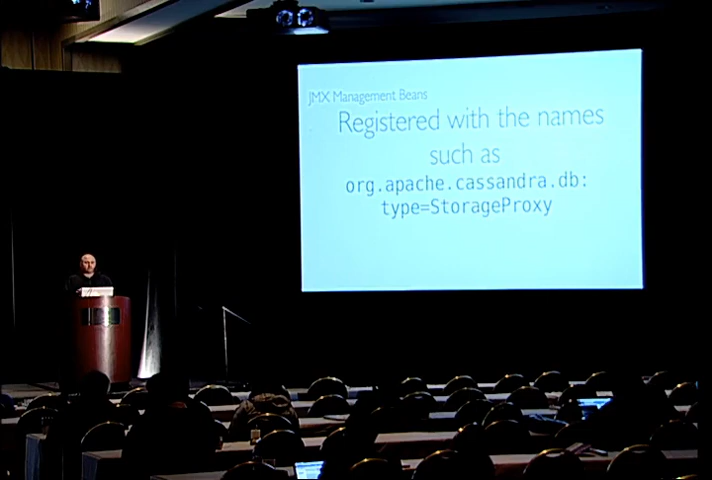 JMX Management Beans
Registered with the names
such as
org.apache.cassandra.db:
type=StorageProxy